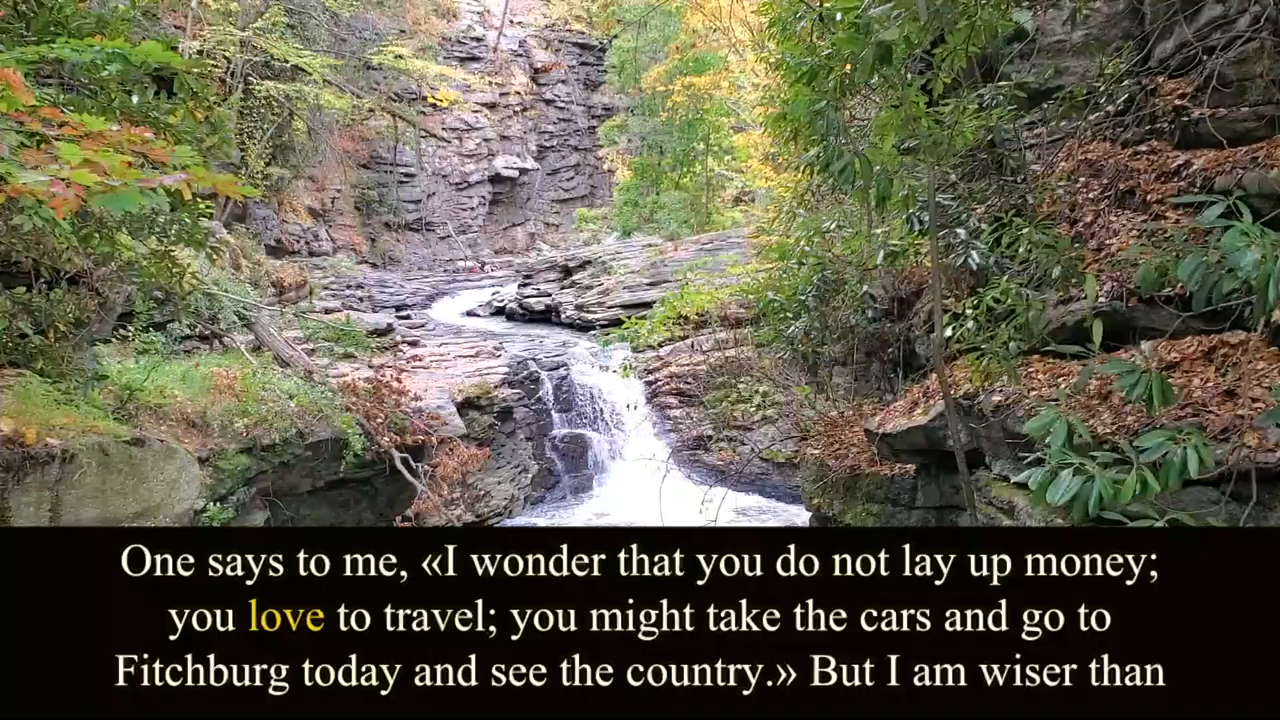 One says to me, «I wonder that you do not lay up money;
you love to travel; you might take the cars and go to
Fitchburg today and see the country.» But I am wiser than